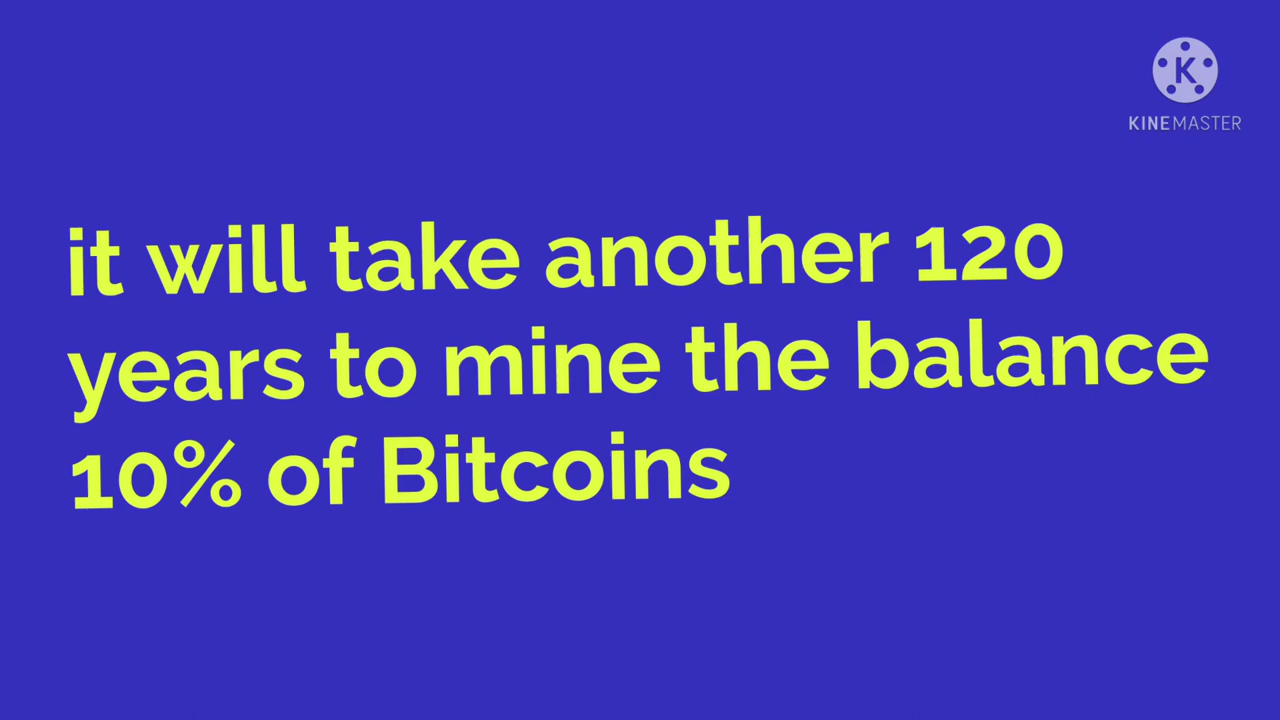 K
KINEMASTER
it will take another 120
years to mine the balance
10% of Bitcoins